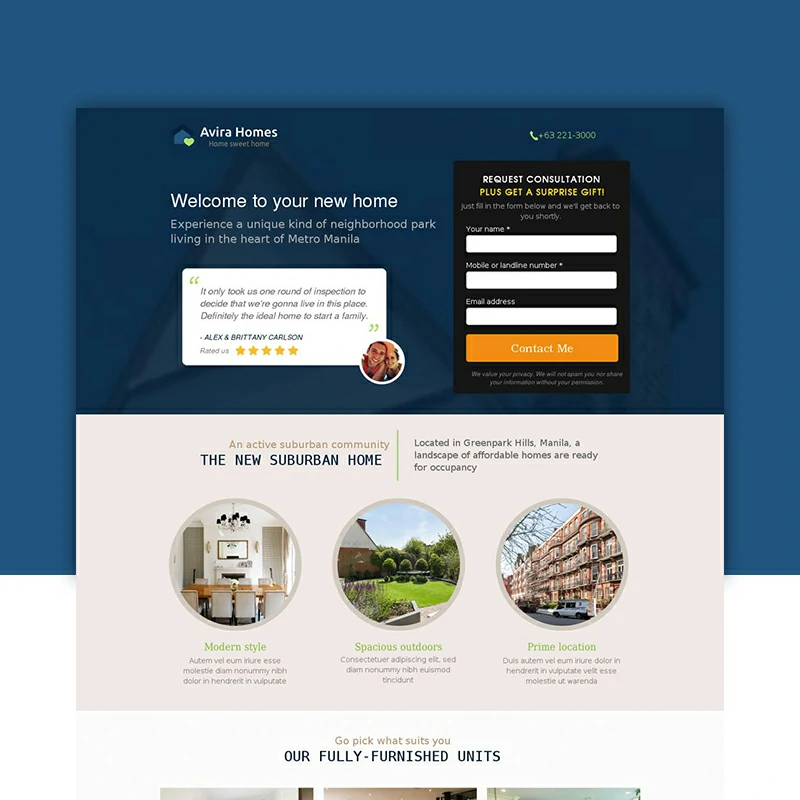 Avira Homes
Home sweet home
+63 221-3000
Welcome to your new home
Experience a unique kind of neighborhood park
living in the heart of Metro Manila
“
It only took us one round of inspection to
decide that we're gonna live in this place.
Definitely the ideal home to start a family.
”
- ALEX & BRITTANY CARLSON
Rated us
REQUEST CONSULTATION
PLUS GET A SURPRISE GIFT!
Just fill in the form below and we'll get back to
you shortly.
Your name *
Mobile or landline number *
Email address
Contact Me
We value your privacy. We will not spam you nor share
your information without your permission.
An active suburban community
THE NEW SUBURBAN HOME
Located in Greenpark Hills, Manila, a
landscape of affordable homes are ready
for occupancy
Modern style
Autem vel eum iriure esse
molestie diam nonummy nibh
dolor in hendrerit in vulputate
Spacious outdoors
Consectetuer adipiscing elit, sed
diam nonummy nibh euismod
tincidunt
Prime location
Duis autem vel eum iriure dolor in
hendrerit in vulputate velit esse
molestie ut warenda
Go pick what suits you
OUR FULLY-FURNISHED UNITS